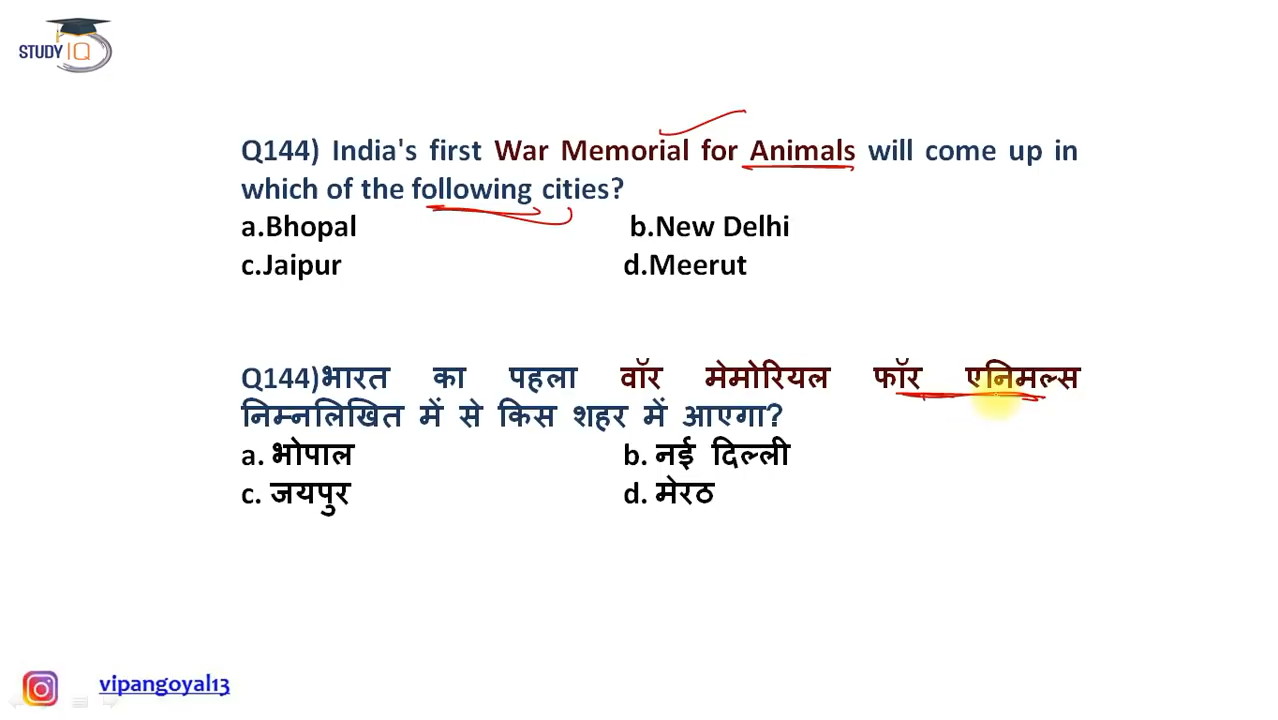 STUDY IQ
Q144) India's first War Memorial for Animals will come up in
which of the following cities?
a.Bhopal b.New Delhi
c.Jaipur d.Meerut
Q144)भारत का पहला वॉर मेमोरियल फॉर एनिमल्स
निम्नलिखित में से किस शहर में आएगा?
a. भोपाल b. नई दिल्ली
c. जयपुर d. मेरठ
vipangoyal13